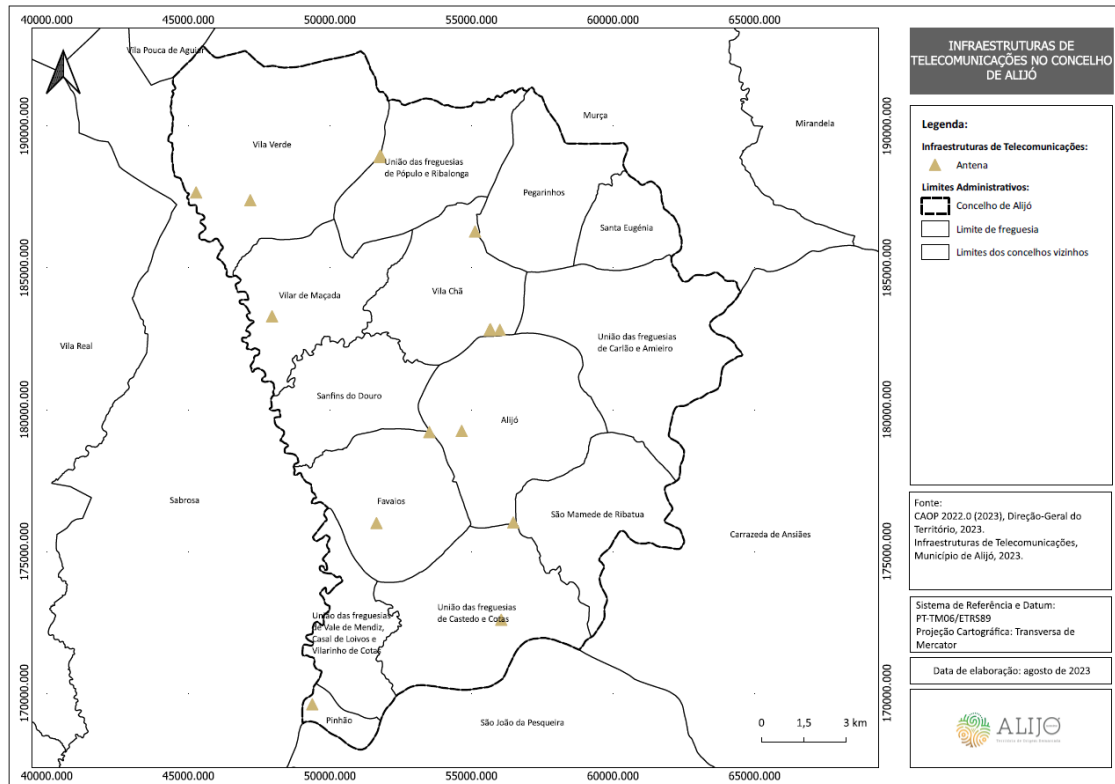 40000.000 45000.000 50000.000 55000.000 60000.000 65000.000
Vila Pouca de Aguiar
Murça
Mirandela
190000.000 190000.000
Vila Verde
União das freguesias
de Pópulo e Ribalonga
Pegarinhos
Santa Eugénia
185000.000 185000.000
Vilar de Maçada
Vila Chã
União das freguesias
de Carlão e Amieiro
Vila Real
180000.000 180000.000
Sanfins do Douro
Alijó
Sabrosa
Favaios
São Mamede de Ribatua
Carrazeda de Ansiães
175000.000 175000.000
União das freguesias
de Vale de Mendiz,
Casal de Loivos e
Vilarinho de Cotas
União das freguesias
de Castedo e Cotas
170000.000 170000.000
Pinhão
São João da Pesqueira
0 1,5 3 km
40000.000 45000.000 50000.000 55000.000 60000.000 65000.000
INFRAESTRUTURAS DE
TELECOMUNICAÇÕES NO CONCELHO
DE ALIJÓ
Legenda:
Infraestruturas de Telecomunicações:
Antena
Limites Administrativos:
Concelho de Alijó
Limite de freguesia
Limites dos concelhos vizinhos
Fonte:
CAOP 2022.0 (2023), Direção-Geral do
Território, 2023.
Infraestruturas de Telecomunicações,
Município de Alijó, 2023.
Sistema de Referência e Datum:
PT-TM06/ETRS89
Projeção Cartográfica: Transversa de
Mercator
Data de elaboração: agosto de 2023
ALIJÓ